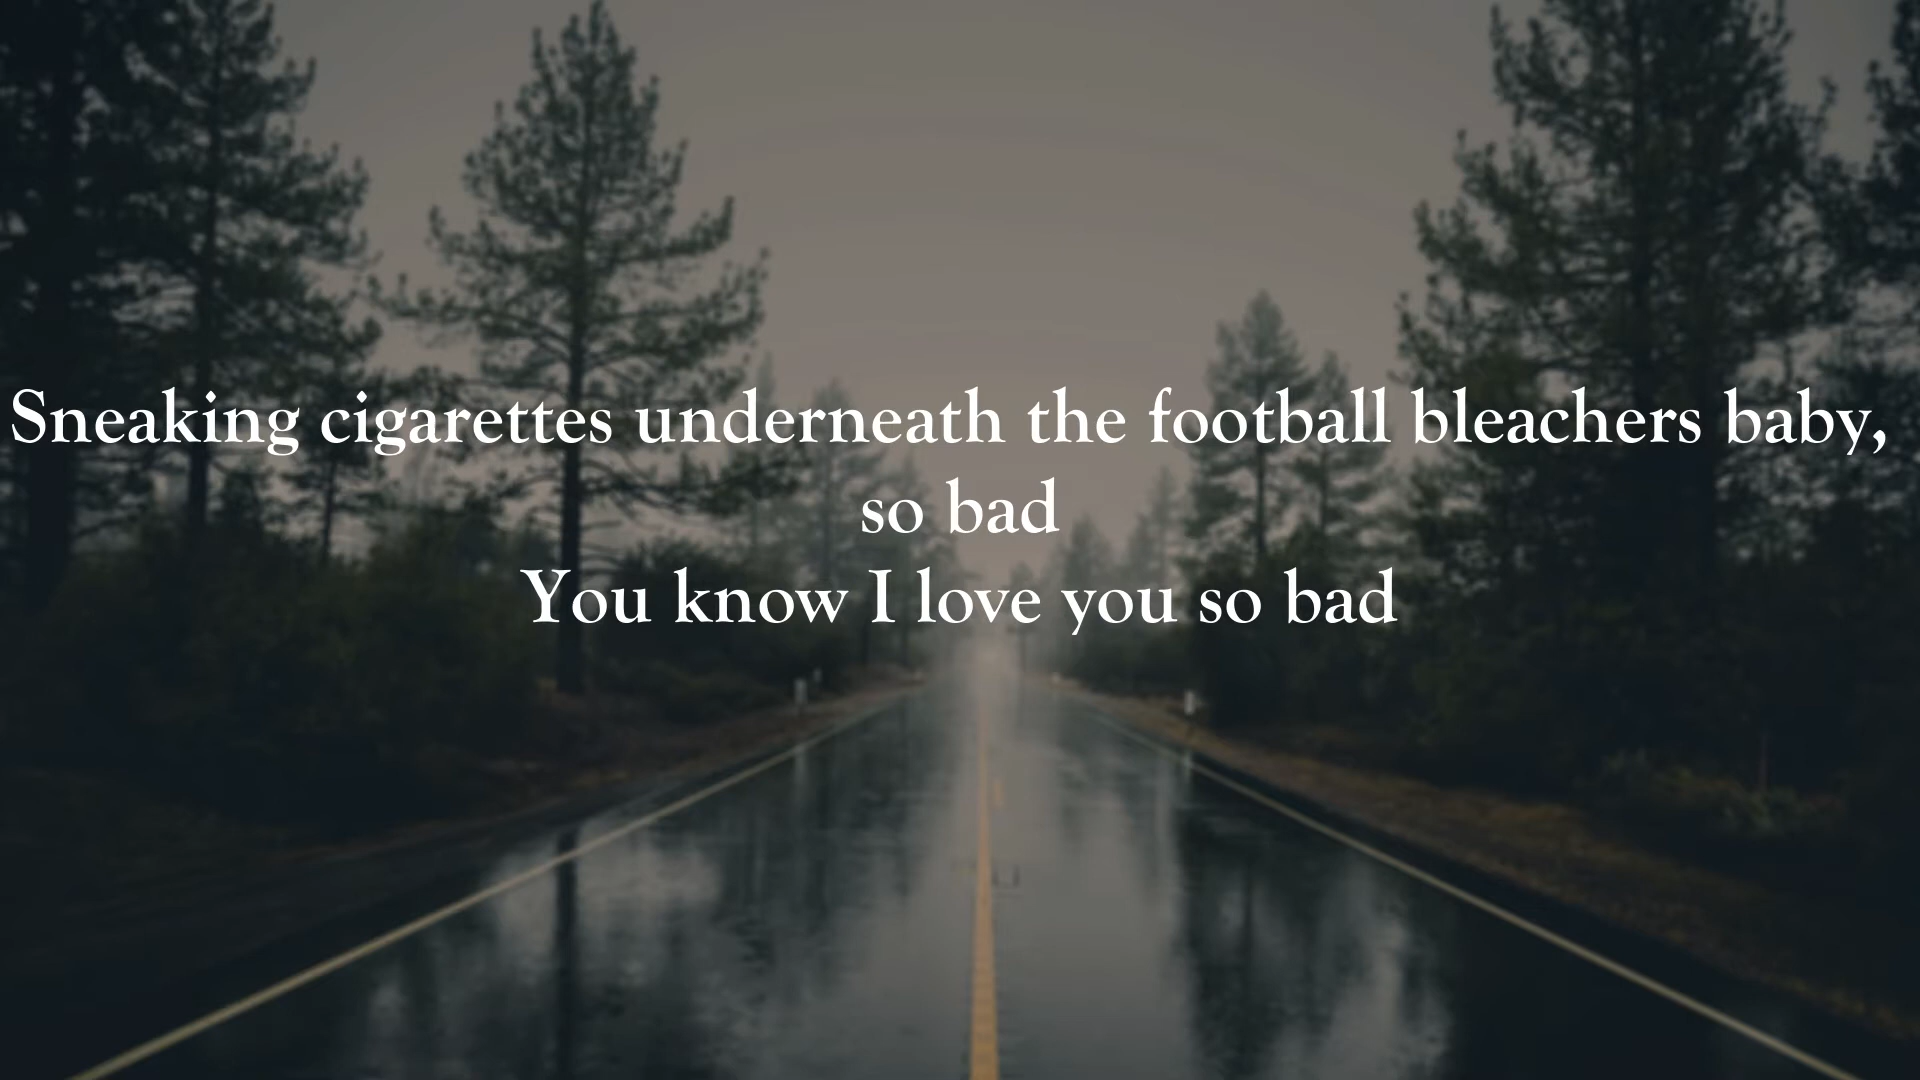 Sneaking cigarettes underneath the football bleachers baby,
so bad
You know I love you so bad